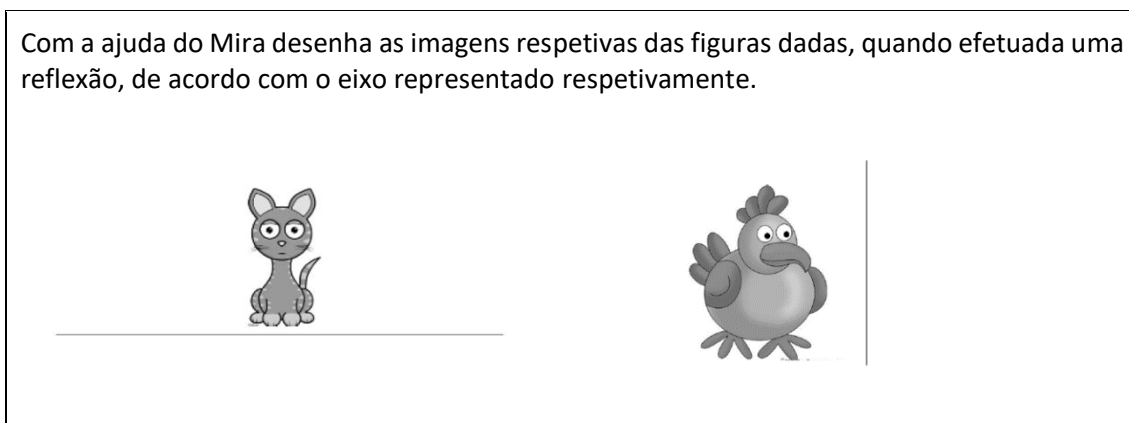 Com a ajuda do Mira desenha as imagens respetivas das figuras dadas, quando efetuada uma
reflexão, de acordo com o eixo representado respetivamente.